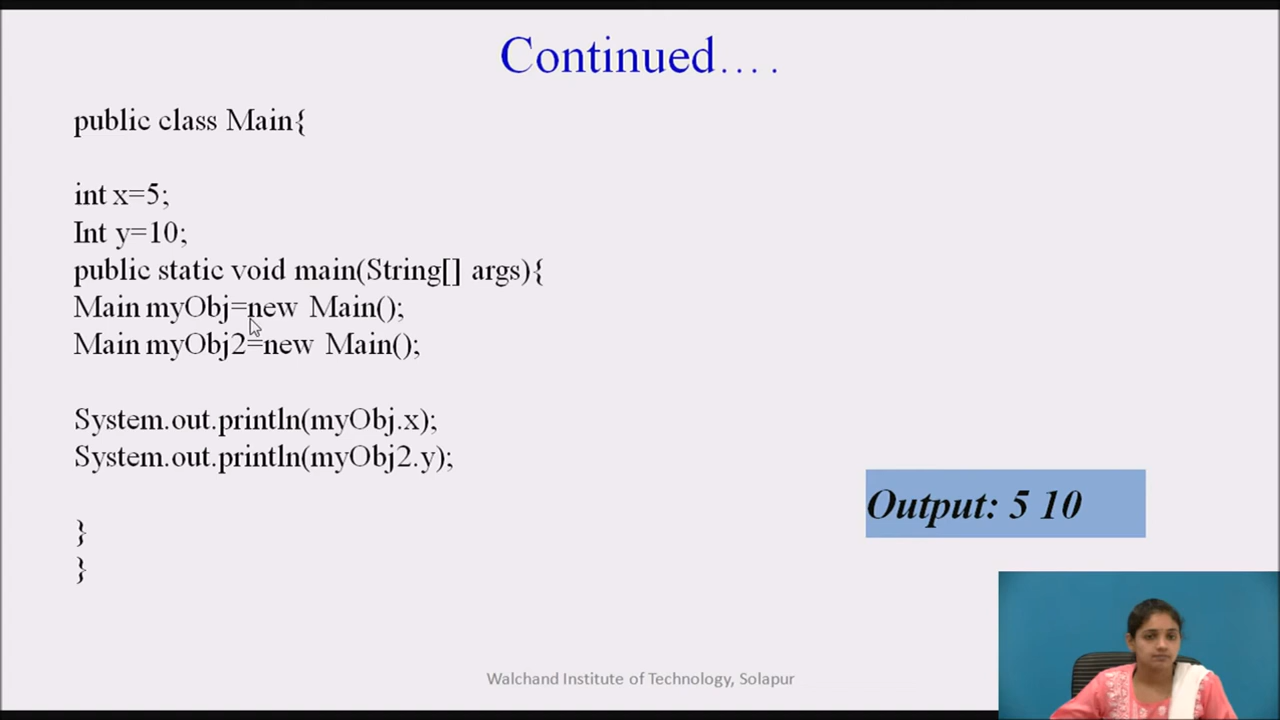 Continued.... 
public class Main{
int x=5;
Int y=10;
public static void main(String[] args){
Main myObj=new Main();
Main myObj2=new Main();
System.out.println(myObj.x);
System.out.println(myObj2.y);
}
}
Output: 5 10
Walchand Institute of Technology, Solapur